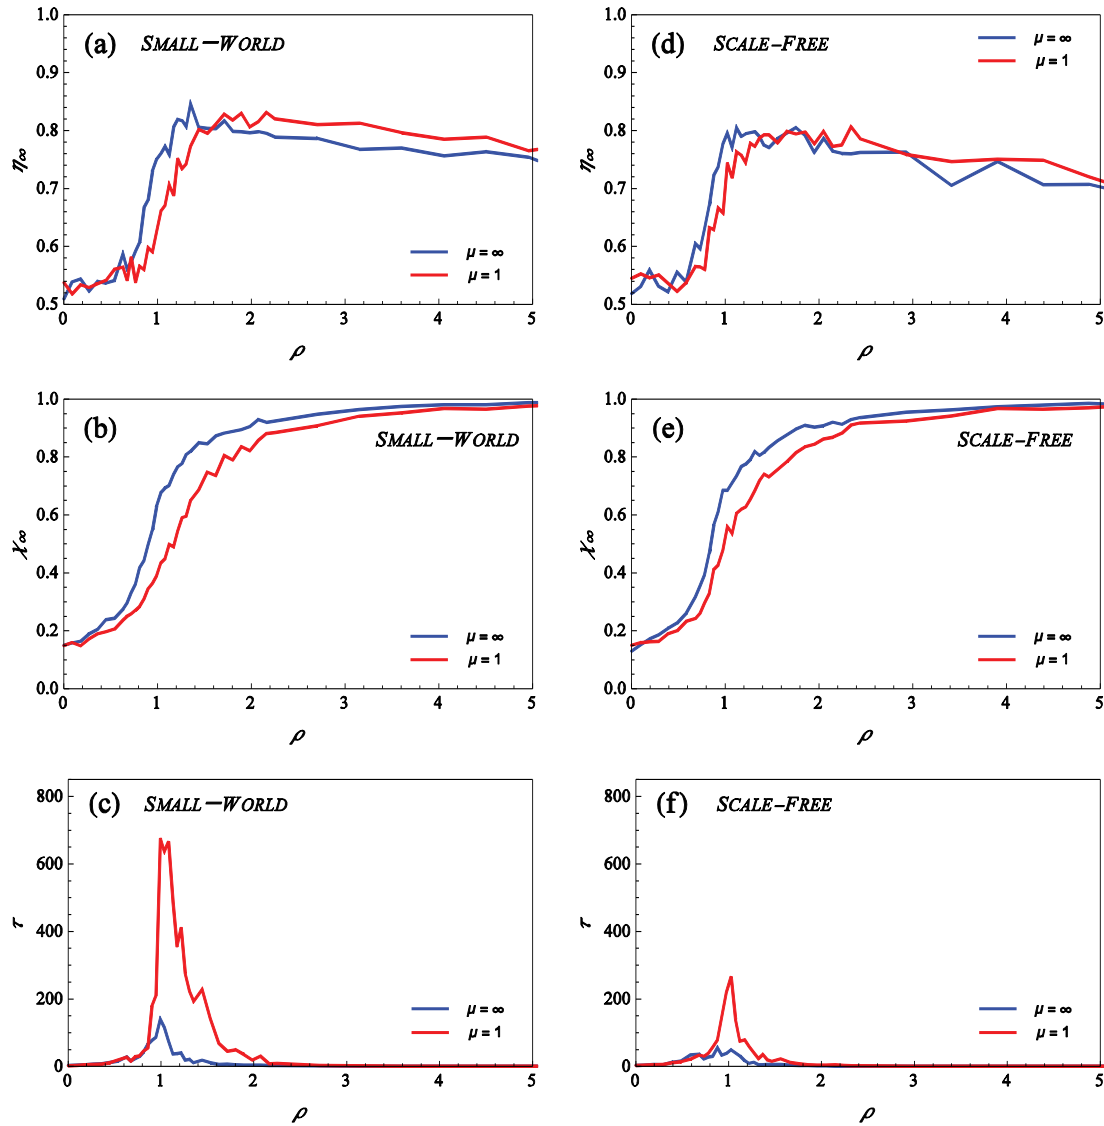 (a) SMALL–WORLD
1.0
0.9
0.8
0.7
0.6
0.5
η∞
μ = ∞
μ = 1
0 1 2 3 4 5
ρ
(d) SCALE–FREE
1.0
0.9
0.8
0.7
0.6
0.5
η∞
μ = ∞
μ = 1
0 1 2 3 4 5
ρ
(b) SMALL–WORLD
1.0
0.8
0.6
0.4
0.2
0.0
χ∞
μ = ∞
μ = 1
0 1 2 3 4 5
ρ
(e) SCALE–FREE
1.0
0.8
0.6
0.4
0.2
0.0
χ∞
μ = ∞
μ = 1
0 1 2 3 4 5
ρ
(c) SMALL–WORLD
800
600
400
200
0
τ
μ = ∞
μ = 1
0 1 2 3 4 5
ρ
(f) SCALE–FREE
800
600
400
200
0
τ
μ = ∞
μ = 1
0 1 2 3 4 5
ρ